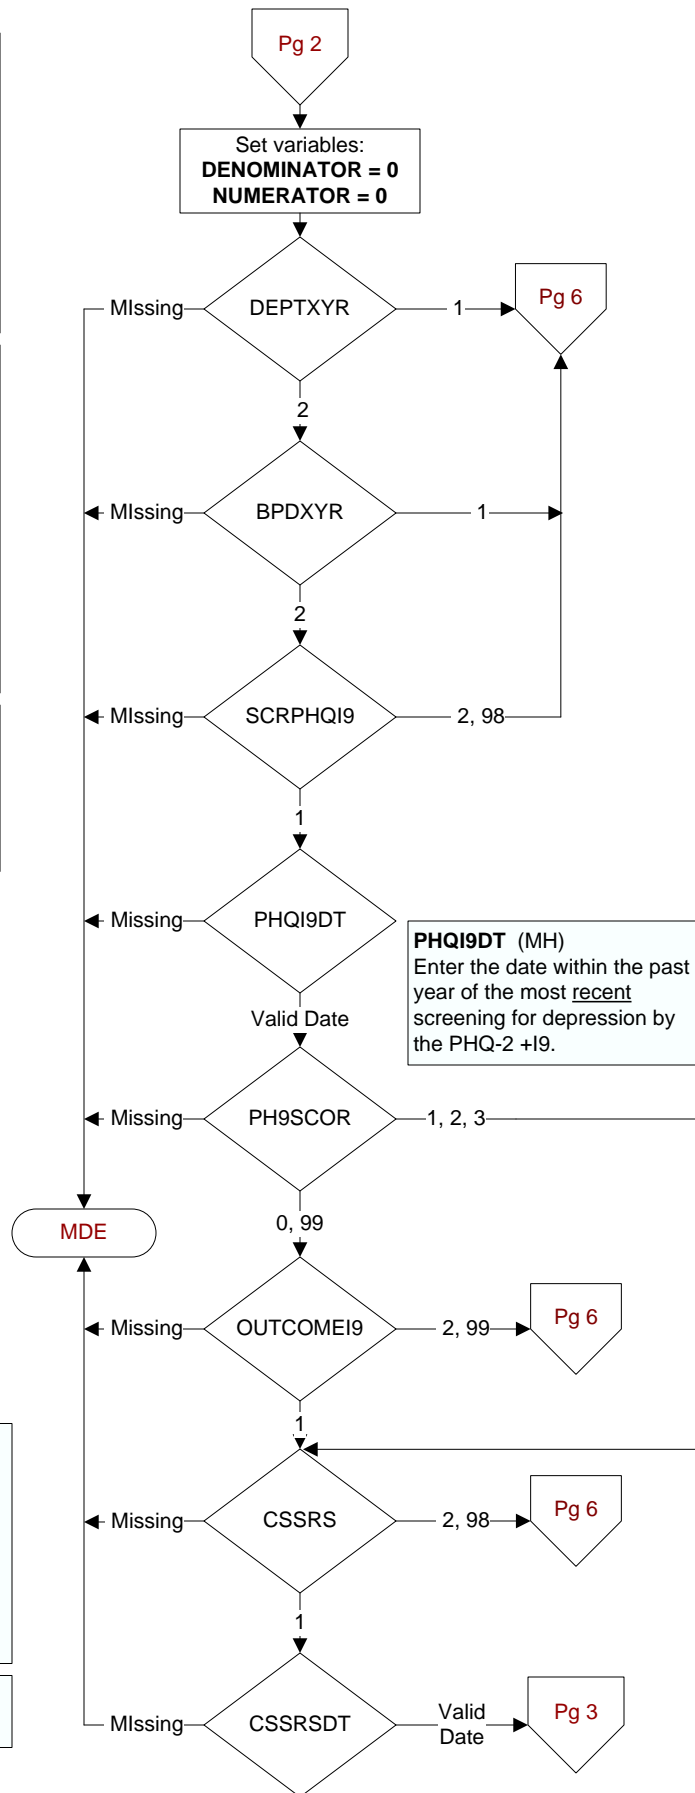 Pg 2
Set variables:
DENOMINATOR = 0
NUMERATOR = 0
MIssing
DEPTXYR
1
Pg 6
2
MIssing
BPDXYR
1
2
MIssing
SCRPHQI9
2, 98
1
Missing
PHQI9DT
PHQI9DT (MH)
Enter the date within the past
year of the most recent
screening for depression by
the PHQ-2 +I9.
Valid Date
Missing
PH9SCOR
1, 2, 3
MDE
0, 99
Missing
OUTCOMEI9
2, 99
Pg 6
1
Missing
CSSRS
2, 98
Pg 6
1
MIssing
CSSRSDT
Valid
Date
Pg 3